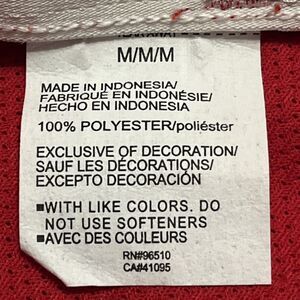 M/M/M
MADE IN INDONESIA/
FABRIQUÉ EN INDONÉSIE/
HECHO EN INDONESIA
100% POLYESTER/poliéster
EXCLUSIVE OF DECORATION/
SAUF LES DÉCORATIONS/
EXCEPTO DECORACIÓN
■WITH LIKE COLORS. DO
NOT USE SOFTENERS
■AVEC DES COULEURS
RN#96510
CA#41095